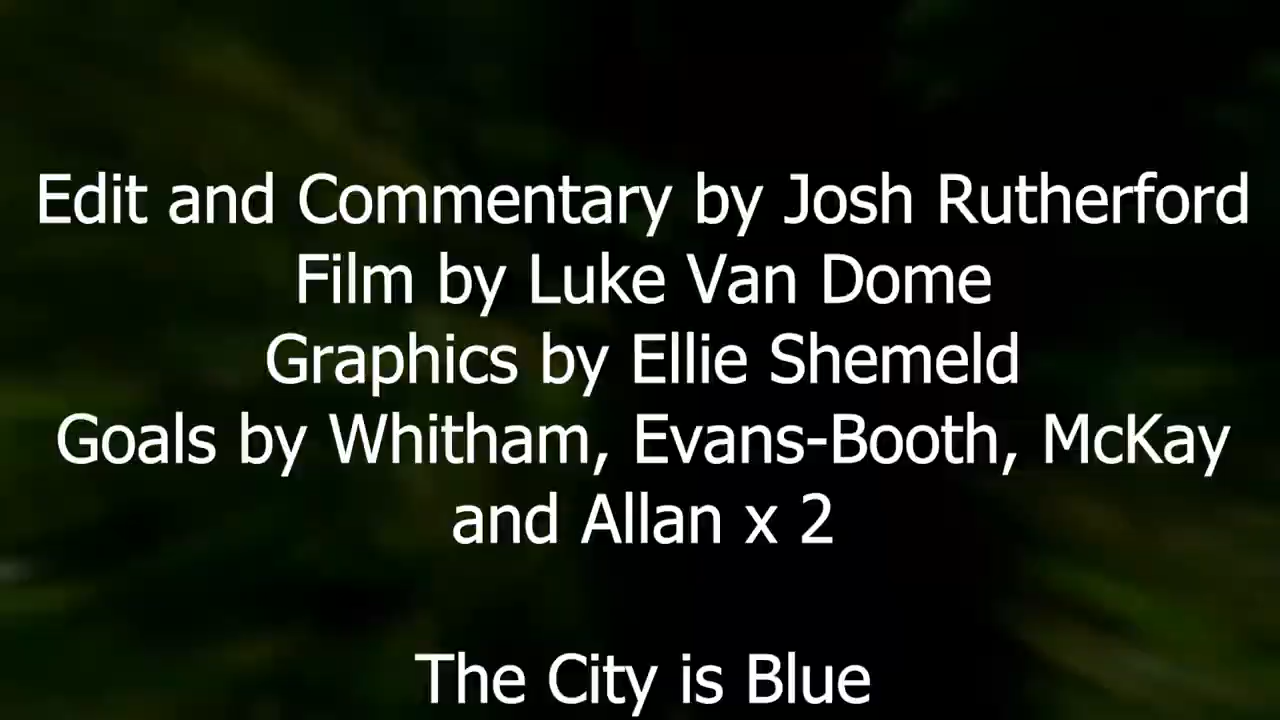 Edit and Commentary by Josh Rutherford
Film by Luke Van Dome
Graphics by Ellie Shemeld
Goals by Whitham, Evans-Booth, McKay
and Allan x 2
The City is Blue